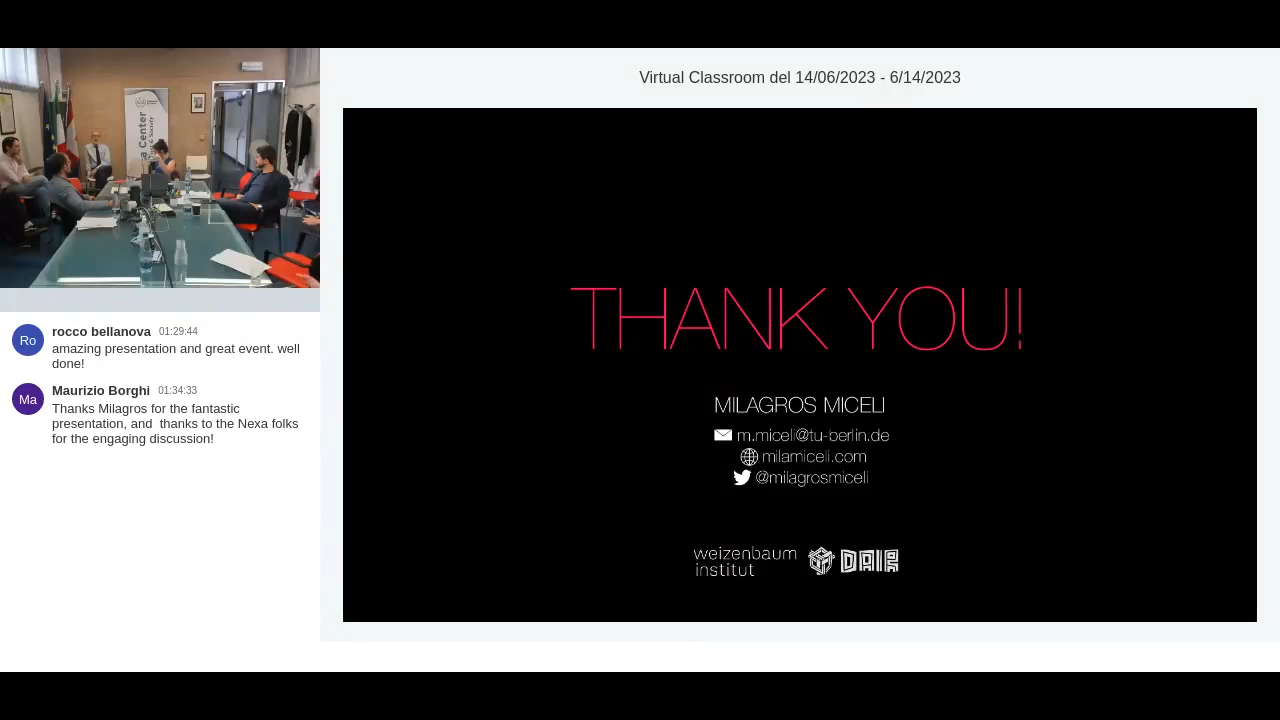 Virtual Classroom del 14/06/2023 - 6/14/2023
a Center
& Society
Ro
rocco bellanova 01:29:44
amazing presentation and great event. well
done!
Ma
Maurizio Borghi 01:34:33
Thanks Milagros for the fantastic
presentation, and thanks to the Nexa folks
for the engaging discussion!
THANK YOU!
MILAGROS MICELI
m.miceli@tu-berlin.de
milamiceli.com
@milagrosmiceli
weizenbaum
institut
DAIR